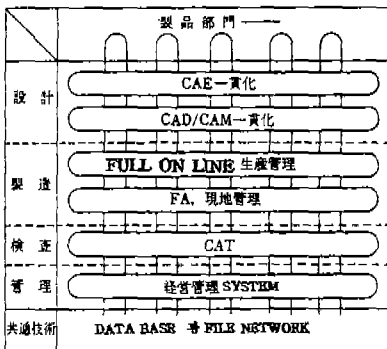 製品部門
設計
CAE一貫化
CAD/CAM一貫化
製造
FULL ON LINE 生産管理
FA, 現地管理
検査
CAT
管理
経営管理 SYSTEM
共通技術
DATA BASE 等 FILE NETWORK